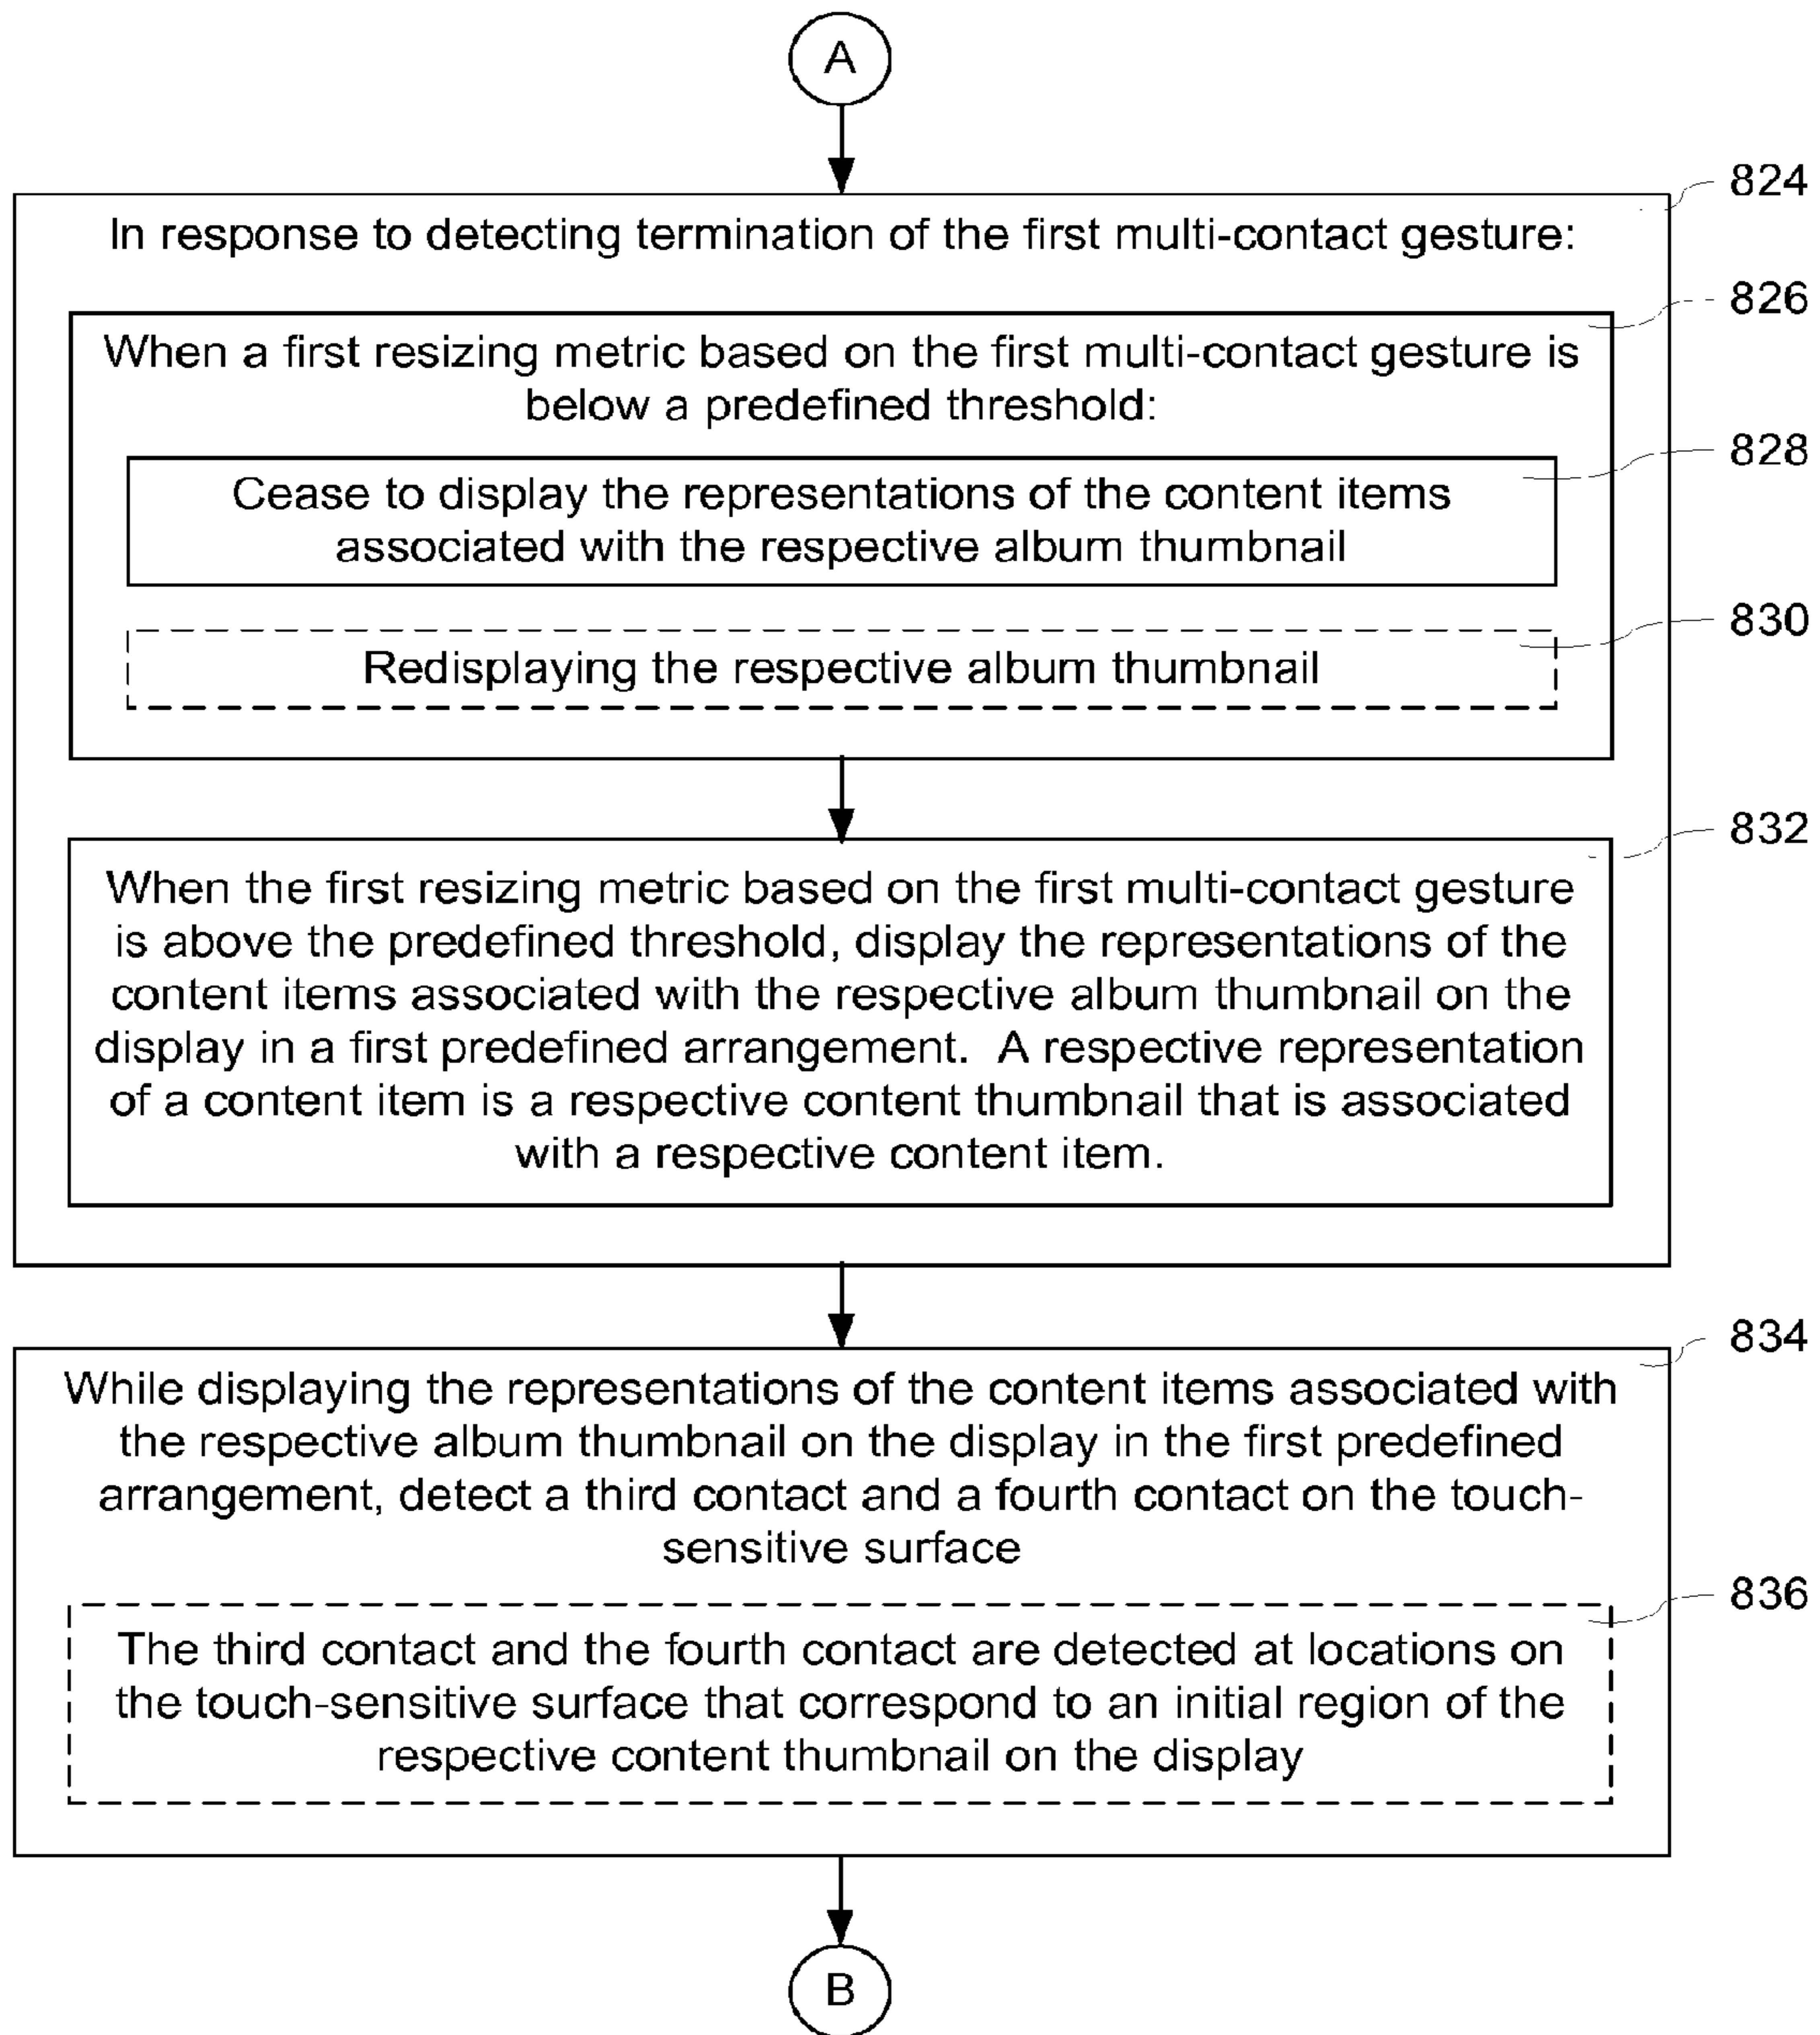 A
824
In response to detecting termination of the first multi-contact gesture:
826
When a first resizing metric based on the first multi-contact gesture is
below a predefined threshold:
828
Cease to display the representations of the content items
associated with the respective album thumbnail
830
Redisplaying the respective album thumbnail
832
When the first resizing metric based on the first multi-contact gesture
is above the predefined threshold, display the representations of the
content items associated with the respective album thumbnail on the
display in a first predefined arrangement.  A respective representation
of a content item is a respective content thumbnail that is associated
with a respective content item.
834
While displaying the representations of the content items associated with
the respective album thumbnail on the display in the first predefined
arrangement, detect a third contact and a fourth contact on the touch-
sensitive surface
836
The third contact and the fourth contact are detected at locations on
the touch-sensitive surface that correspond to an initial region of the
respective content thumbnail on the display
B